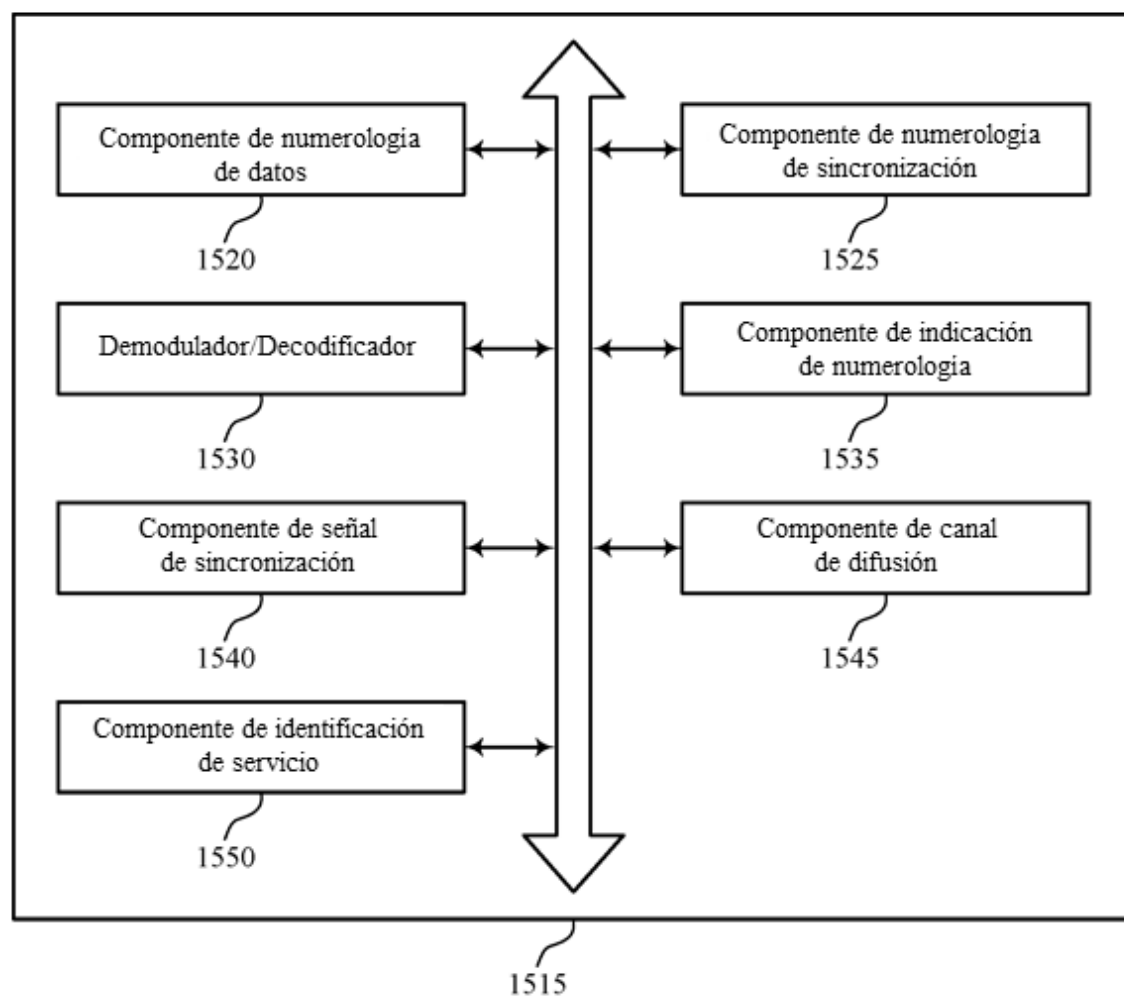 Componente de numerologia
de datos
1520
Componente de numerologia
de sincronización
1525
Demodulador/Decodificador
1530
Componente de indicación
de numerologia
1535
Componente de señal
de sincronización
1540
Componente de canal
de difusión
1545
Componente de identificación
de servicio
1550
1515